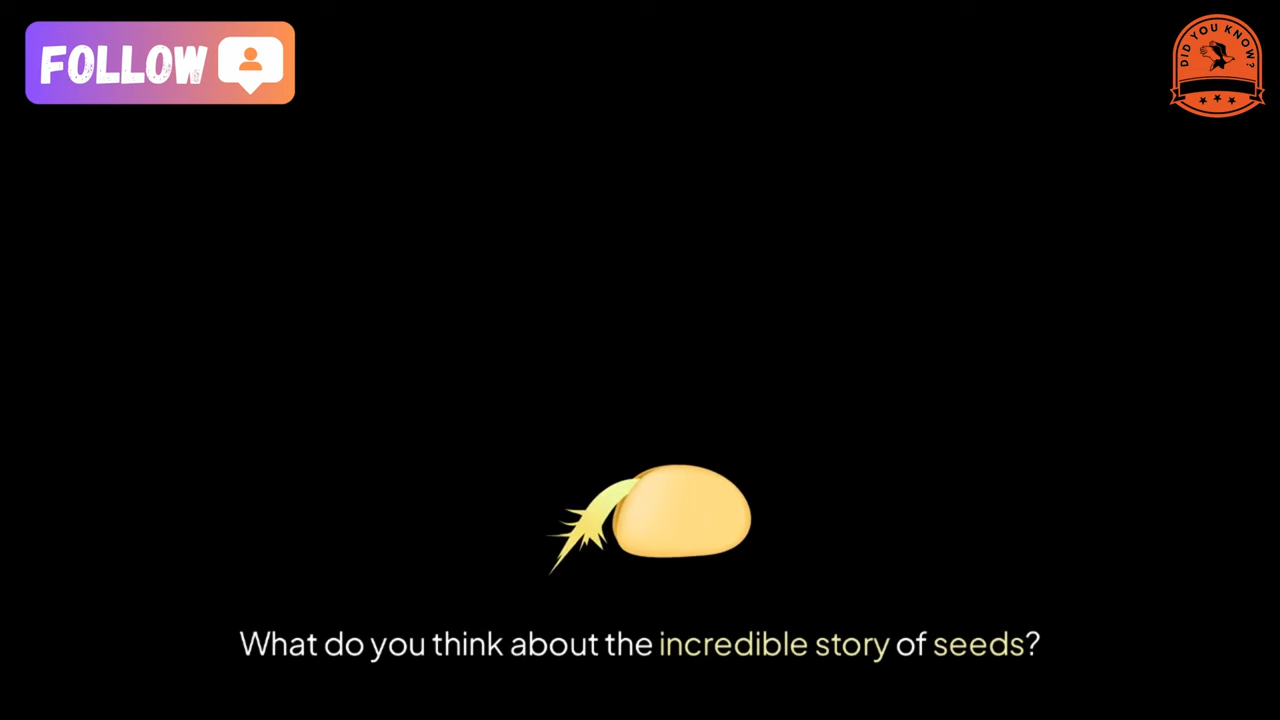 FOLLOW
DID YOU KNOW?
What do you think about the incredible story of seeds?